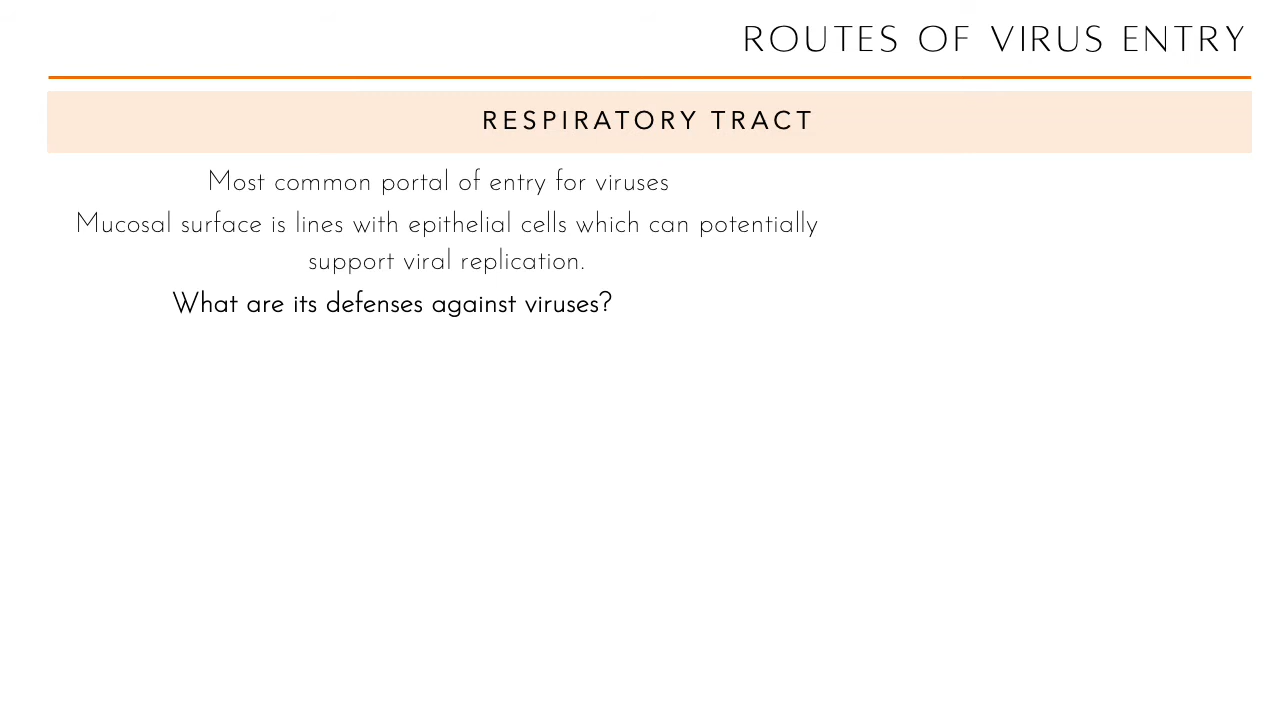 ROUTES OF VIRUS ENTRY
RESPIRATORY TRACT
Most common portal of entry for viruses
Mucosal surface is lines with epithelial cells which can potentially
support viral replication.
What are its defenses against viruses?